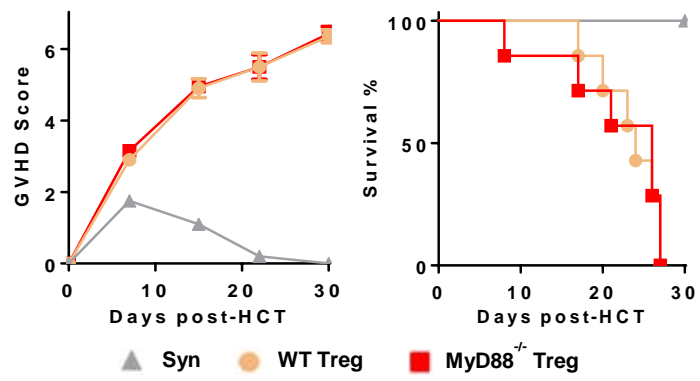 GVHD Score
6
4
2
0
0 10 20 30
Days post-HCT
Survival %
100
50
0
0 10 20 30
Days post-HCT
Syn WT Treg MyD88-/- Treg